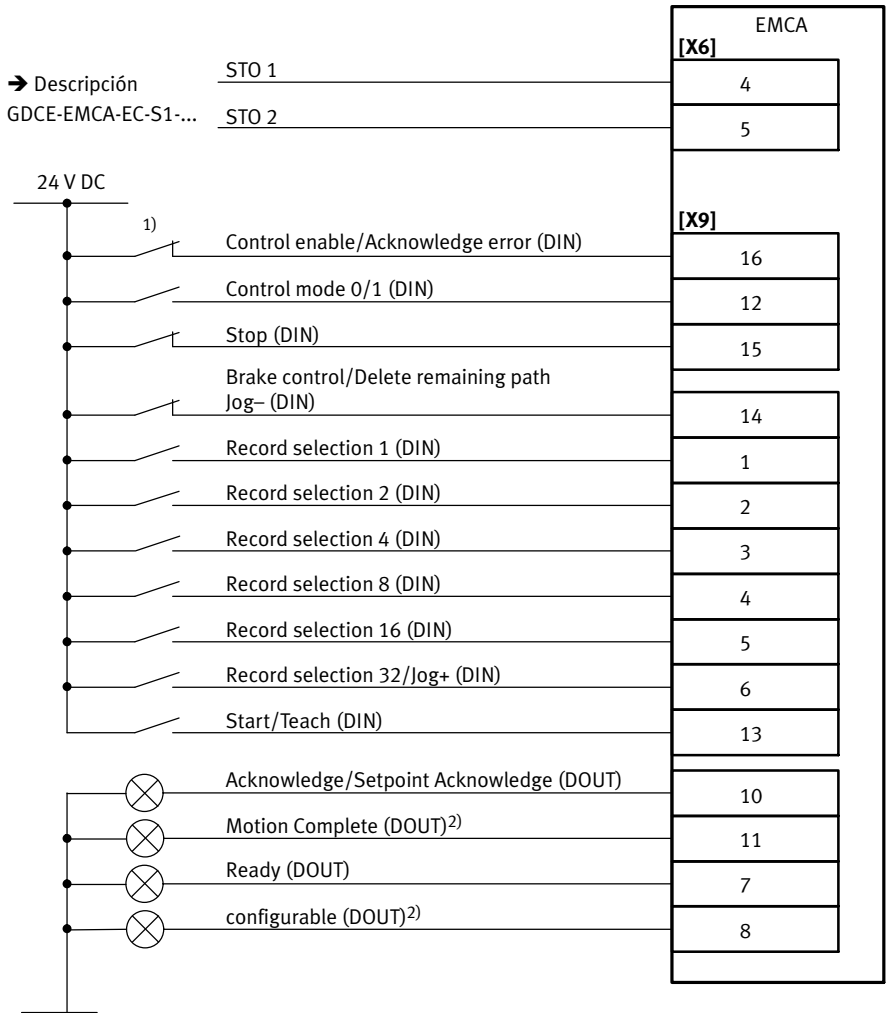 EMCA
[X6]
STO 1
4
➔ Descripción
GDCE-EMCA-EC-S1-...
STO 2
5
24 V DC
[X9]
1)
Control enable/Acknowledge error (DIN)
16
Control mode 0/1 (DIN)
12
Stop (DIN)
15
Brake control/Delete remaining path
Jog– (DIN)
14
Record selection 1 (DIN)
1
Record selection 2 (DIN)
2
Record selection 4 (DIN)
3
Record selection 8 (DIN)
4
Record selection 16 (DIN)
5
Record selection 32/Jog+ (DIN)
6
Start/Teach (DIN)
13
Acknowledge/Setpoint Acknowledge (DOUT)
10
Motion Complete (DOUT)2)
11
Ready (DOUT)
7
configurable (DOUT)2)
8